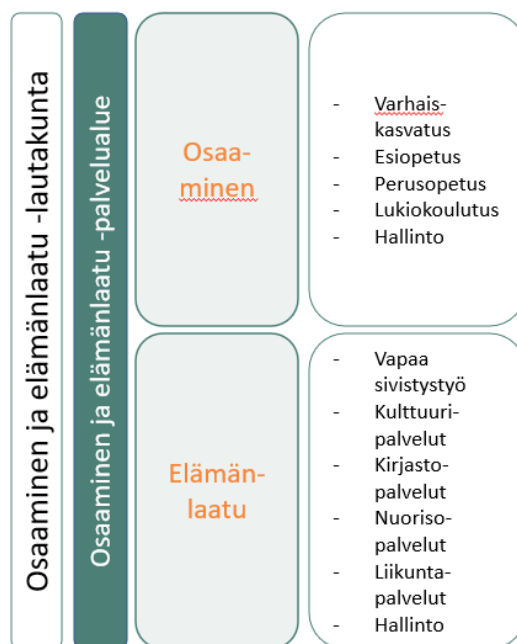 Osaaminen ja elämänlaatu -lautakunta
Osaaminen ja elämänlaatu -palvelualue
Osaa-
minen
- Varhais-
kasvatus
- Esiopetus
- Perusopetus
- Lukiokoulutus
- Hallinto
Elämän-
laatu
- Vapaa
sivistystyö
- Kulttuuri-
palvelut
- Kirjasto-
palvelut
- Nuoriso-
palvelut
- Liikunta-
palvelut
- Hallinto